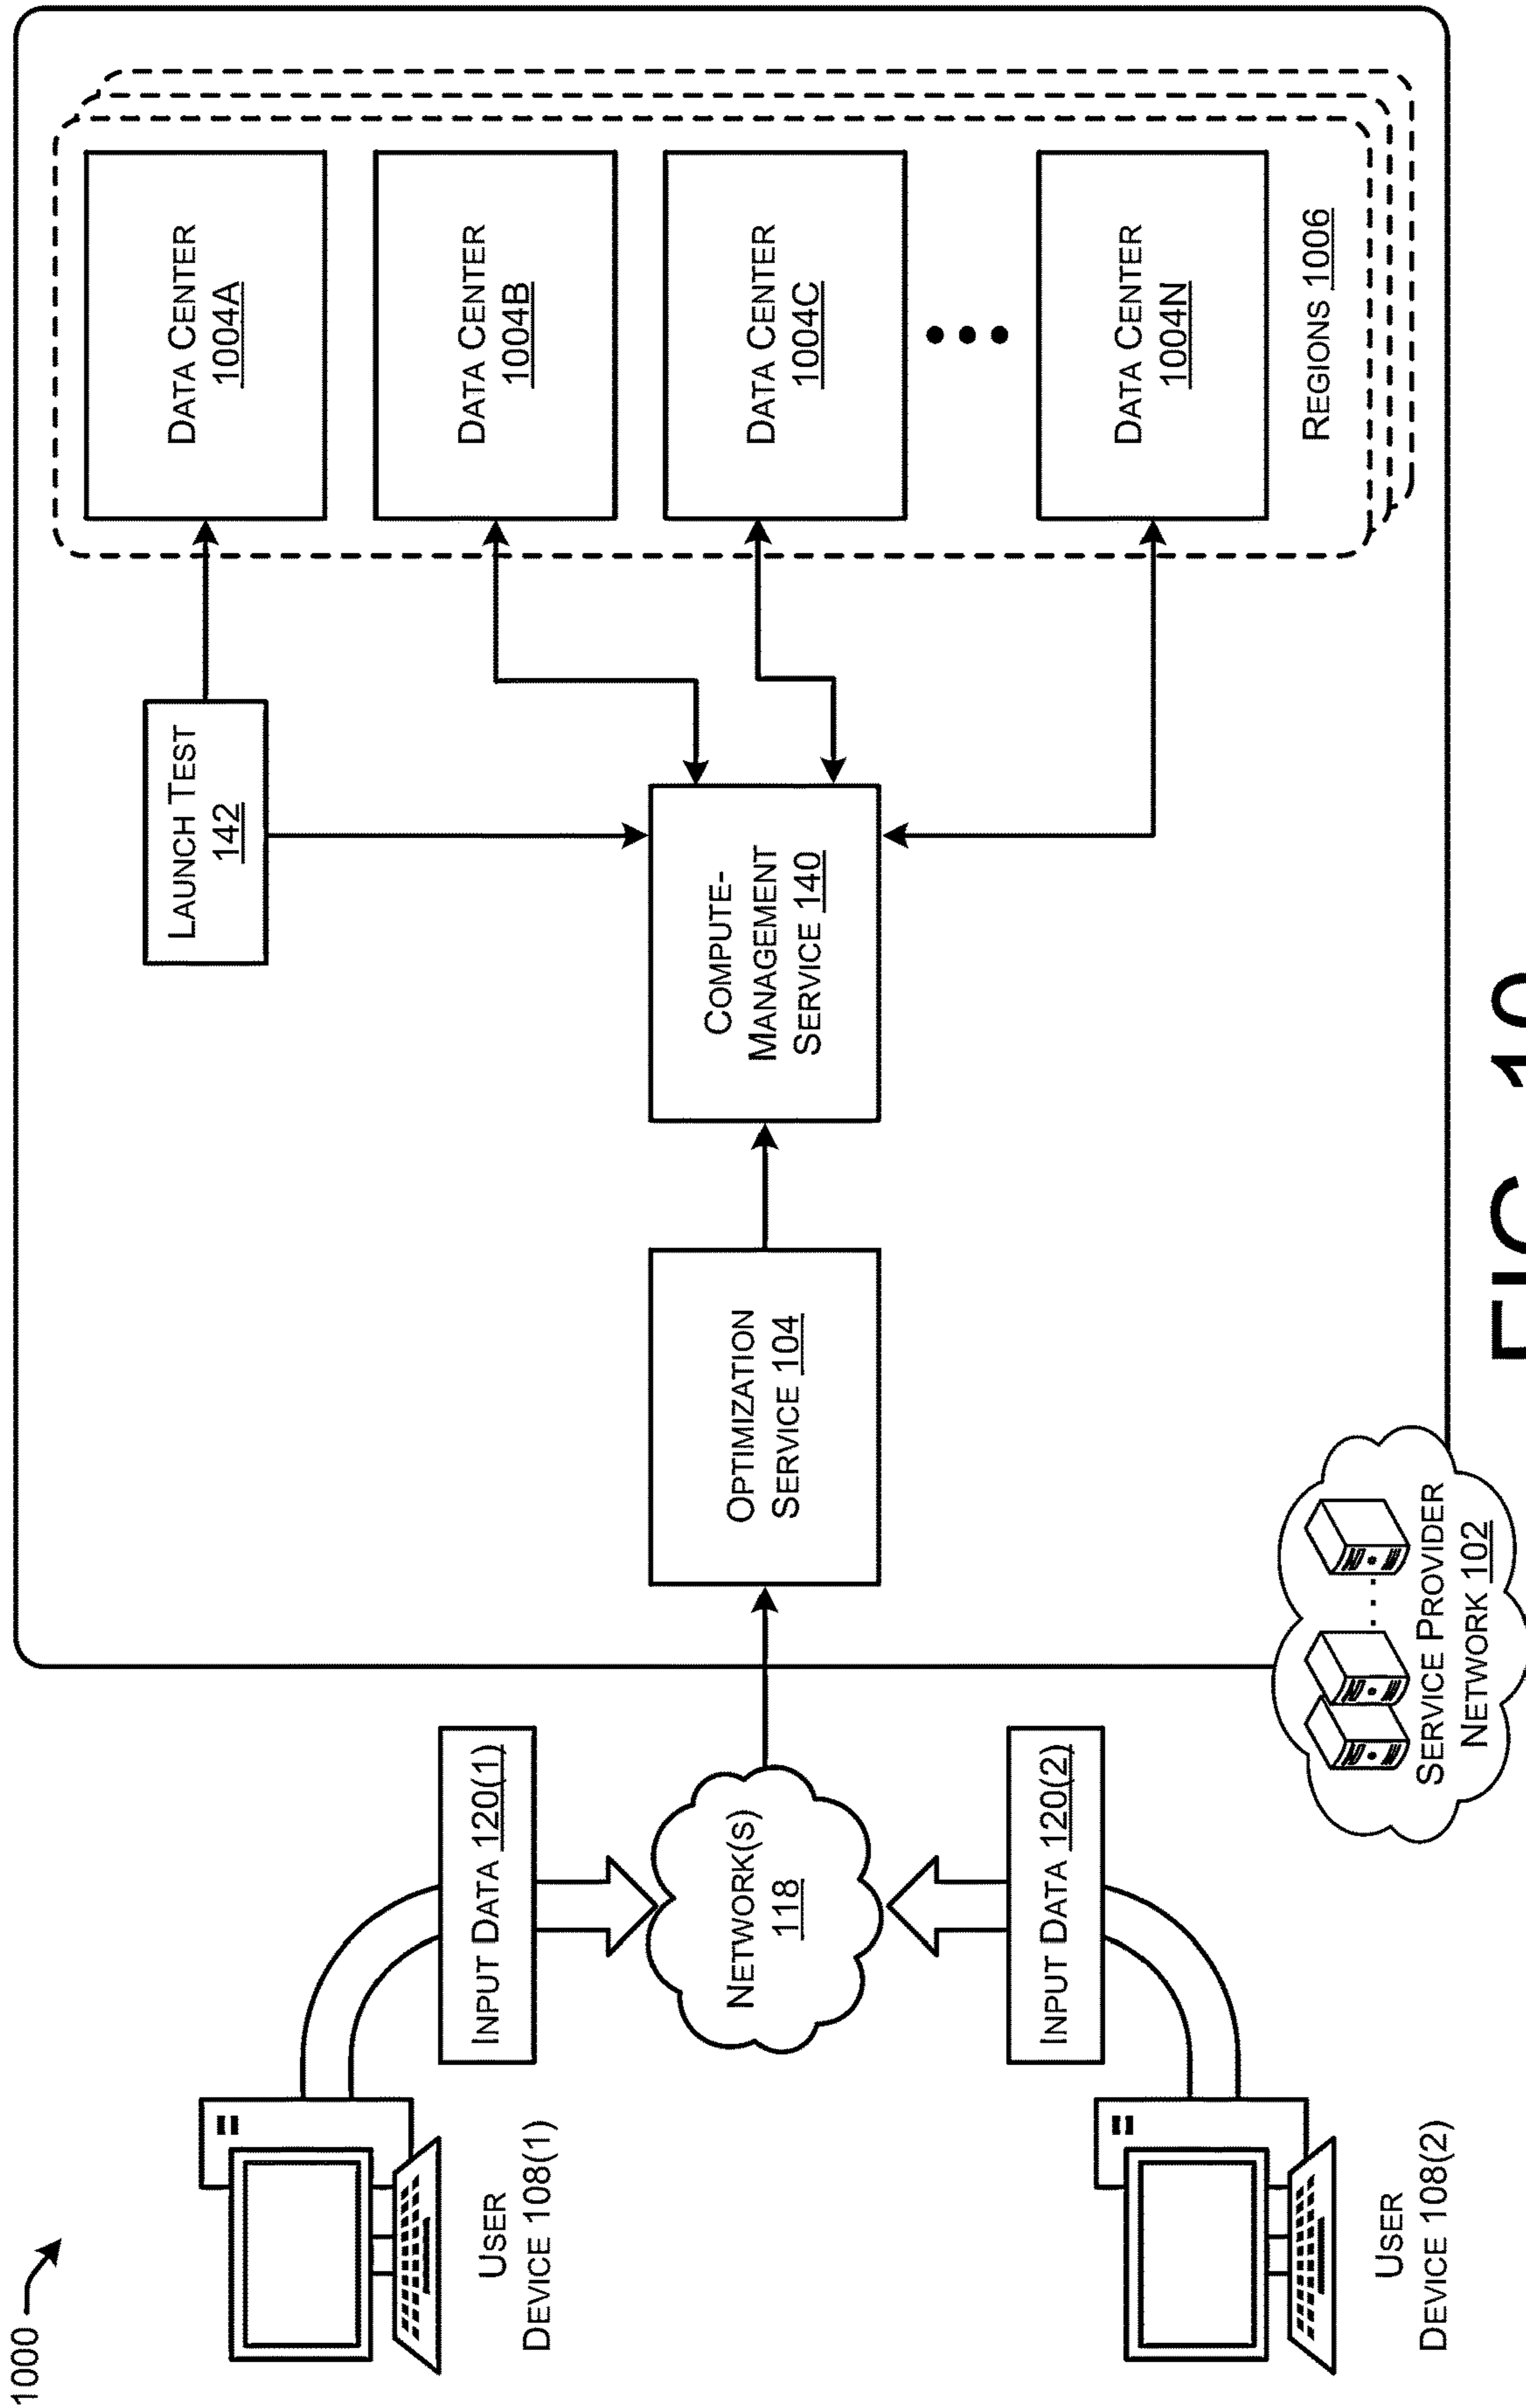 1000
USER
DEVICE 108(1)
INPUT DATA 120(1)
NETWORK(S)
118
INPUT DATA 120(2)
USER
DEVICE 108(2)
SERVICE PROVIDER
NETWORK 102
OPTIMIZATION
SERVICE 104
COMPUTE-
MANAGEMENT
SERVICE 140
LAUNCH TEST
142
DATA CENTER
1004A
DATA CENTER
1004B
DATA CENTER
1004C
DATA CENTER
1004N
REGIONS 1006